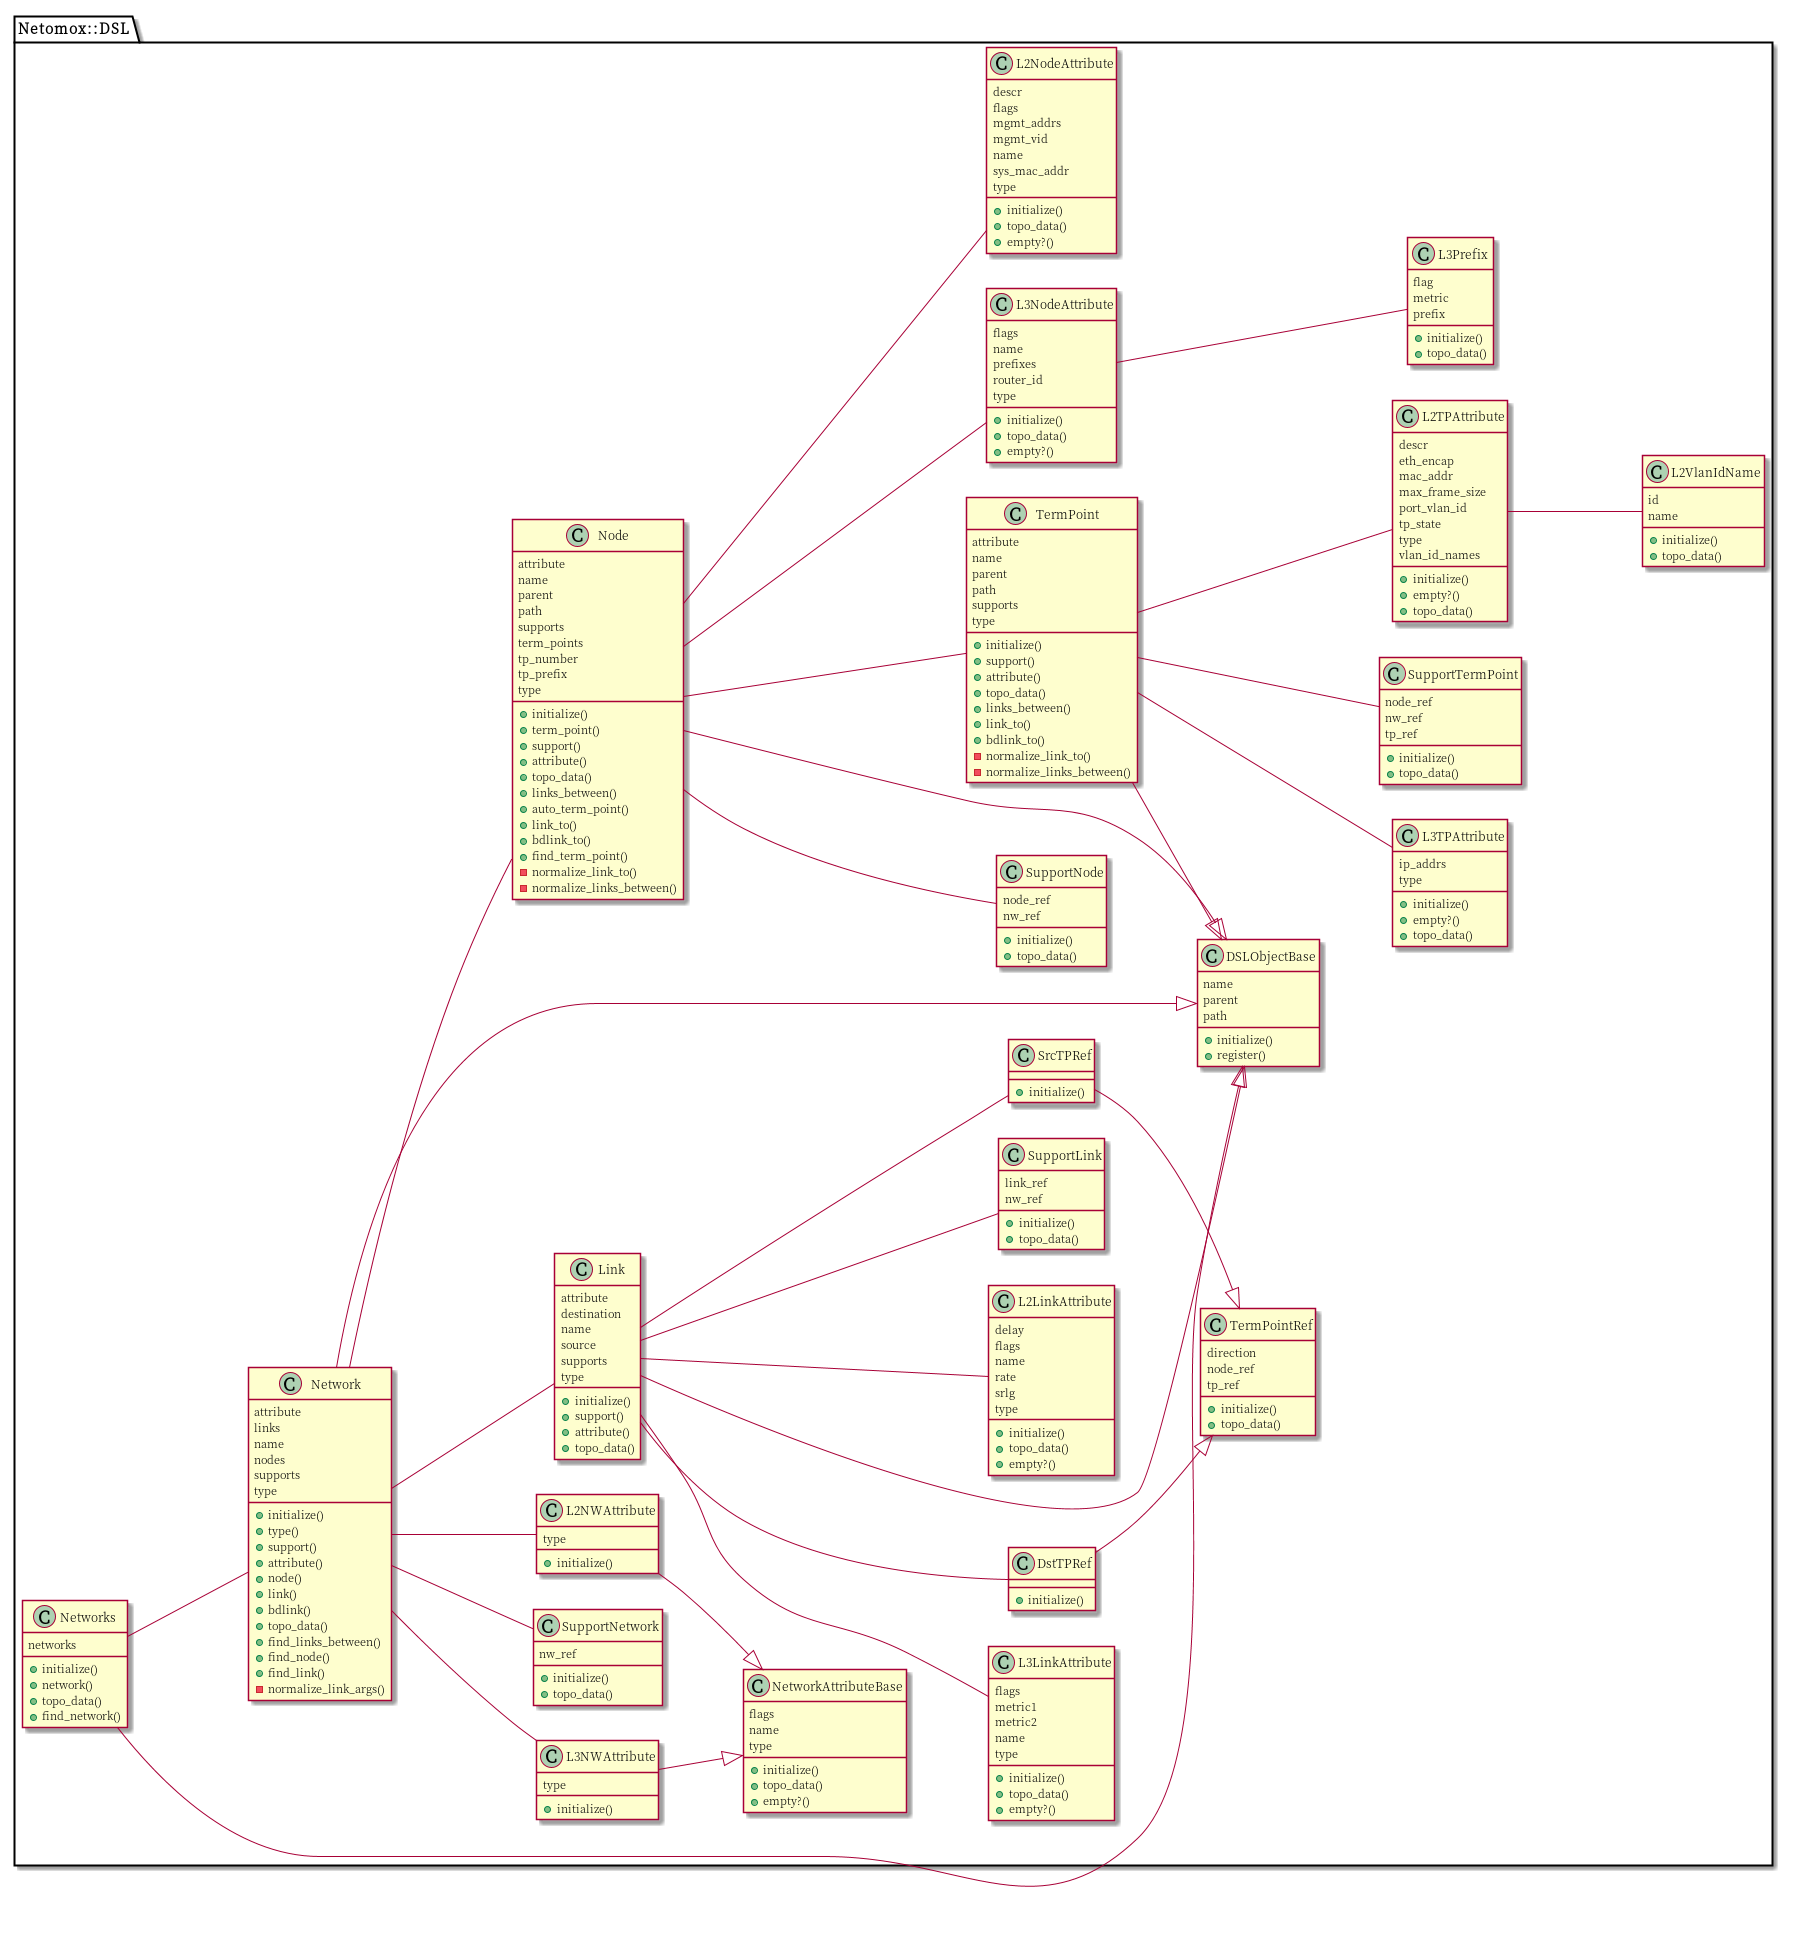 Netomox::DSL
C L2NodeAttribute
descr
flags
mgmt_addrs
mgmt_vid
name
sys_mac_addr
type
initialize()
topo_data()
empty?()
C L3Prefix
flag
metric
prefix
initialize()
topo_data()
C L3NodeAttribute
flags
name
prefixes
router_id
type
initialize()
topo_data()
empty?()
C L2TPAttribute
descr
eth_encap
mac_addr
max_frame_size
port_vlan_id
tp_state
type
vlan_id_names
initialize()
empty?()
topo_data()
C L2VlanIdName
id
name
initialize()
topo_data()
C TermPoint
attribute
name
parent
path
supports
type
initialize()
support()
attribute()
topo_data()
links_between()
link_to()
bdlink_to()
normalize_link_to()
normalize_links_between()
C Node
attribute
name
parent
path
supports
term_points
tp_number
tp_prefix
type
initialize()
term_point()
support()
attribute()
topo_data()
links_between()
auto_term_point()
link_to()
bdlink_to()
find_term_point()
normalize_link_to()
normalize_links_between()
C SupportTermPoint
node_ref
nw_ref
tp_ref
initialize()
topo_data()
C L3TPAttribute
ip_addrs
type
initialize()
empty?()
topo_data()
C SupportNode
node_ref
nw_ref
initialize()
topo_data()
C DSLObjectBase
name
parent
path
initialize()
register()
C SrcTPRef
initialize()
C SupportLink
link_ref
nw_ref
initialize()
topo_data()
C Link
attribute
destination
name
source
supports
type
initialize()
support()
attribute()
topo_data()
C L2LinkAttribute
delay
flags
name
rate
srlg
type
initialize()
topo_data()
empty?()
C TermPointRef
direction
node_ref
tp_ref
initialize()
topo_data()
C Network
attribute
links
name
nodes
supports
type
initialize()
type()
support()
attribute()
node()
link()
bdlink()
topo_data()
find_links_between()
find_node()
find_link()
normalize_link_args()
C L2NWAttribute
type
initialize()
C DstTPRef
initialize()
C Networks
networks
initialize()
network()
topo_data()
find_network()
C SupportNetwork
nw_ref
initialize()
topo_data()
C NetworkAttributeBase
flags
name
type
initialize()
topo_data()
empty?()
C L3LinkAttribute
flags
metric1
metric2
name
type
initialize()
topo_data()
empty?()
C L3NWAttribute
type
initialize()